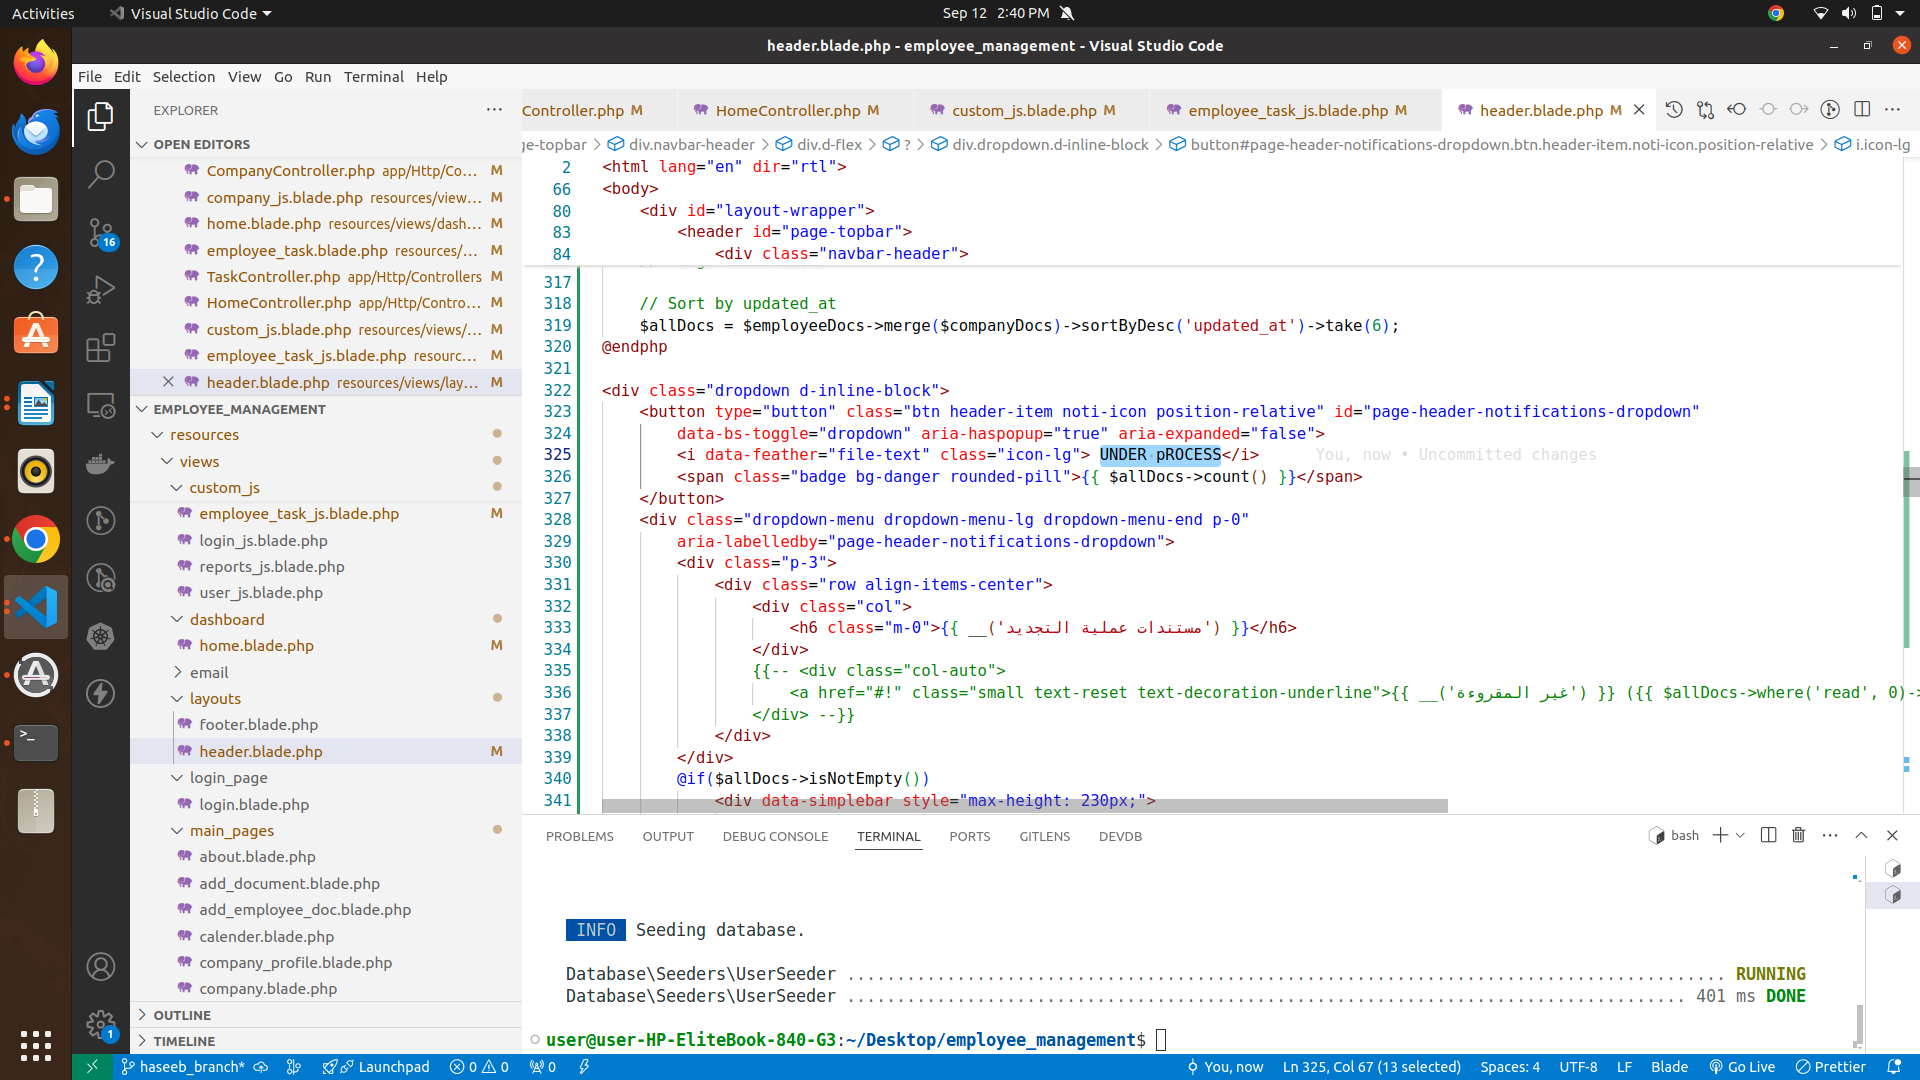 Activities
Visual Studio Code
Sep 12 2:40 PM
header.blade.php - employee_management - Visual Studio Code
File Edit Selection View Go Run Terminal Help
EXPLORER
Controller.php M
HomeController.php M
custom_js.blade.php M
employee_task_js.blade.php M
header.blade.php M
ge-topbar > div.navbar-header > div.d-flex > ? > div.dropdown.d-inline-block > button#page-header-notifications-dropdown.btn.header-item.noti-icon.position-relative > i.icon-lg
OPEN EDITORS
CompanyController.php app/Http/Co... M
company_js.blade.php resources/view... M
home.blade.php resources/views/dash... M
employee_task.blade.php resources/... M
TaskController.php app/Http/Controllers M
HomeController.php app/Http/Contro... M
custom_js.blade.php resources/views/... M
employee_task_js.blade.php resourc... M
header.blade.php resources/views/lay... M
EMPLOYEE_MANAGEMENT
resources
views
custom_js
employee_task_js.blade.php M
login_js.blade.php
reports_js.blade.php
user_js.blade.php
dashboard
home.blade.php M
email
layouts
footer.blade.php
header.blade.php M
login_page
login.blade.php
main_pages
about.blade.php
add_document.blade.php
add_employee_doc.blade.php
calender.blade.php
company_profile.blade.php
company.blade.php
OUTLINE
TIMELINE
16
1
2 <html lang="en" dir="rtl">
66 <body>
80 <div id="layout-wrapper">
83 <header id="page-topbar">
84 <div class="navbar-header">
317
318 // Sort by updated_at
319 $allDocs = $employeeDocs->merge($companyDocs)->sortByDesc('updated_at')->take(6);
320 @endphp
321
322 <div class="dropdown d-inline-block">
323 <button type="button" class="btn header-item noti-icon position-relative" id="page-header-notifications-dropdown"
324 data-bs-toggle="dropdown" aria-haspopup="true" aria-expanded="false">
325 <i data-feather="file-text" class="icon-lg"> UNDER pROCESS</i> You, now • Uncommitted changes
326 <span class="badge bg-danger rounded-pill">{{ $allDocs->count() }}</span>
327 </button>
328 <div class="dropdown-menu dropdown-menu-lg dropdown-menu-end p-0"
329 aria-labelledby="page-header-notifications-dropdown">
330 <div class="p-3">
331 <div class="row align-items-center">
332 <div class="col">
333 <h6 class="m-0">{{ __('مستندات عملية التجديد') }}</h6>
334 </div>
335 {{-- <div class="col-auto">
336 <a href="#!" class="small text-reset text-decoration-underline">{{ __('غير المقروءة') }} ({{ $allDocs->where('read', 0)->
337 </div> --}}
338 </div>
339 </div>
340 @if($allDocs->isNotEmpty())
341 <div data-simplebar style="max-height: 230px;">
PROBLEMS OUTPUT DEBUG CONSOLE TERMINAL PORTS GITLENS DEVDB
bash
INFO Seeding database.
Database\Seeders\UserSeeder ........................................................................................ RUNNING
Database\Seeders\UserSeeder .................................................................................... 401 ms DONE
user@user-HP-EliteBook-840-G3:~/Desktop/employee_management$
haseeb_branch* Launchpad 0 0 0
You, now Ln 325, Col 67 (13 selected) Spaces: 4 UTF-8 LF Blade Go Live Prettier